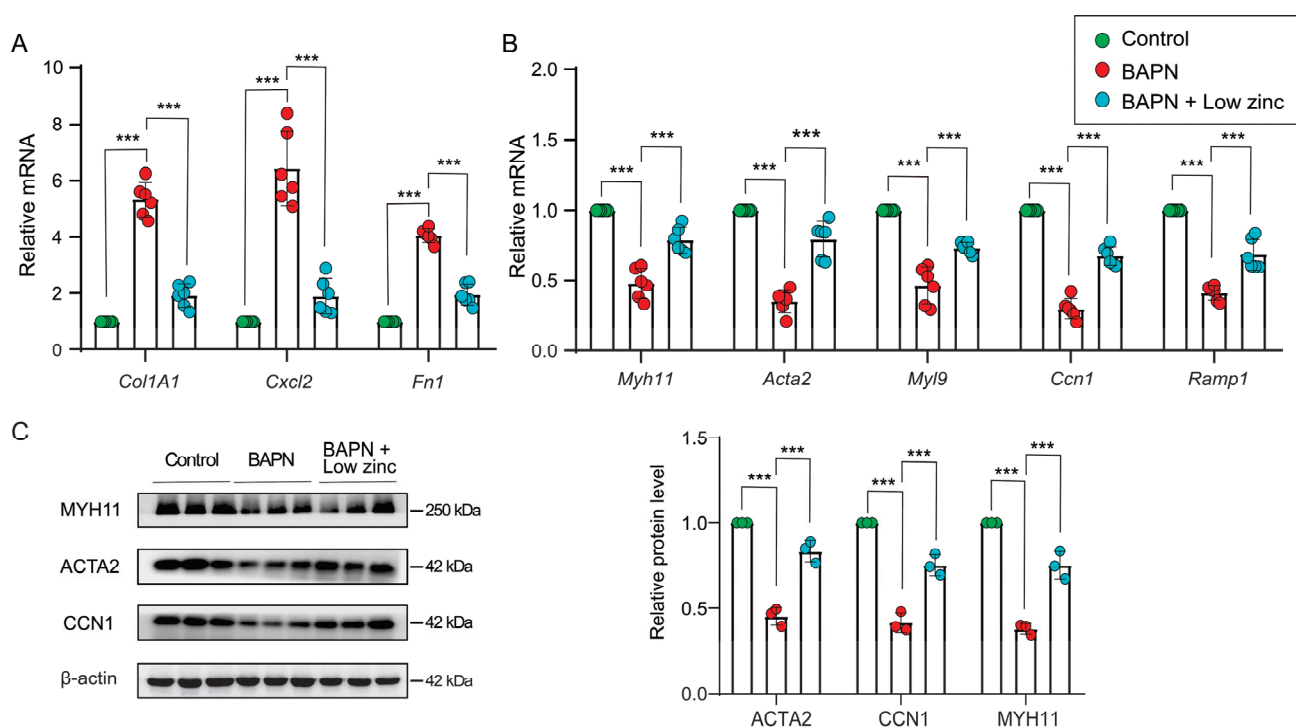 A
B
Control
BAPN
BAPN + Low zinc
Relative mRNA
10
8
6
4
2
0
*** *** *** *** *** ***
Col1A1 Cxcl2 Fn1
Relative mRNA
2.0
1.5
1.0
0.5
0.0
*** *** *** *** *** *** *** *** *** ***
Myh11 Acta2 Myl9 Ccn1 Ramp1
C
Control BAPN BAPN +
Low zinc
MYH11 250 kDa
ACTA2 42 kDa
CCN1 42 kDa
β-actin 42 kDa
Relative protein level
1.5
1.0
0.5
0.0
*** *** *** *** *** ***
ACTA2 CCN1 MYH11